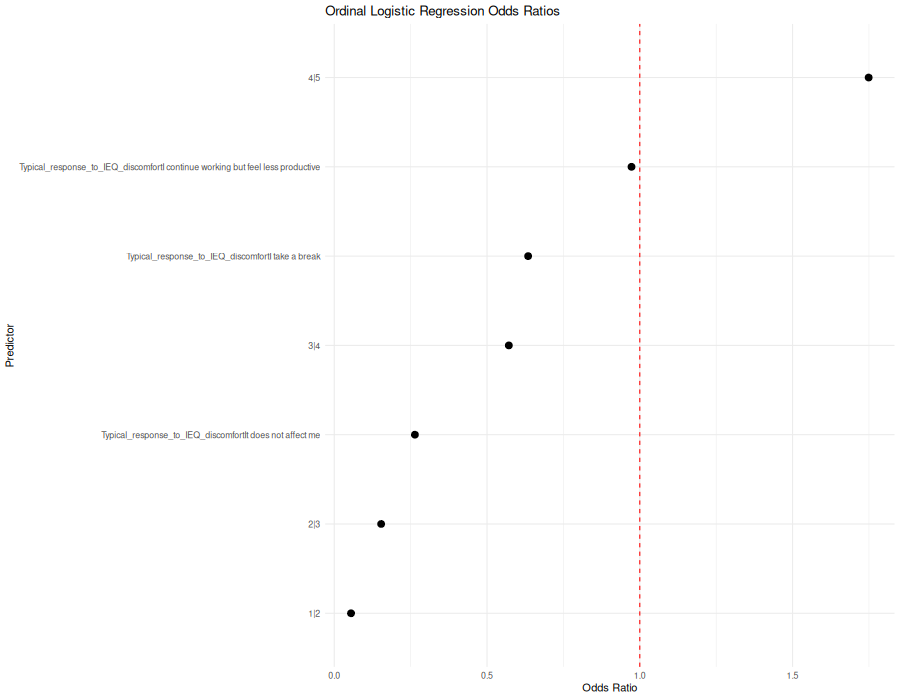 Ordinal Logistic Regression Odds Ratios
4|5
Typical_response_to_IEQ_discomfortI continue working but feel less productive
Typical_response_to_IEQ_discomfortI take a break
3|4
Predictor
Typical_response_to_IEQ_discomfortIt does not affect me
2|3
1|2
0.0 0.5 1.0 1.5
Odds Ratio